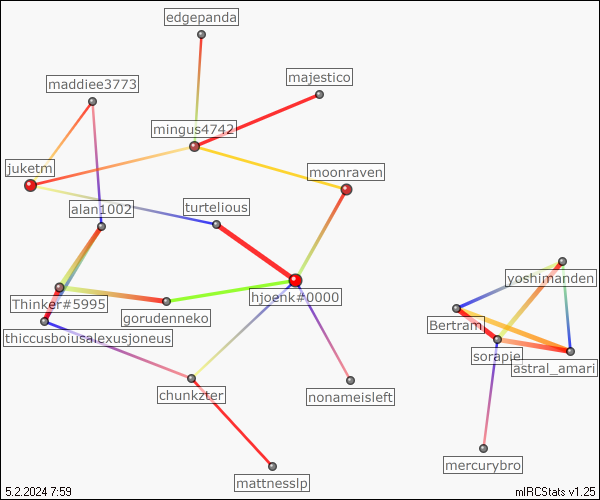 edgepanda
majestico
maddiee3773
mingus4742
juketm
moonraven
alan1002
turtelious
yoshimanden
Thinker#5995
hjoenk#0000
gorudenneko
Bertram
thiccusboiusalexusjoneus
sorapie
astral_amari
chunkzter
nonameisleft
mercurybro
mattnesslp
5.2.2024 7:59
mIRCStats v1.25